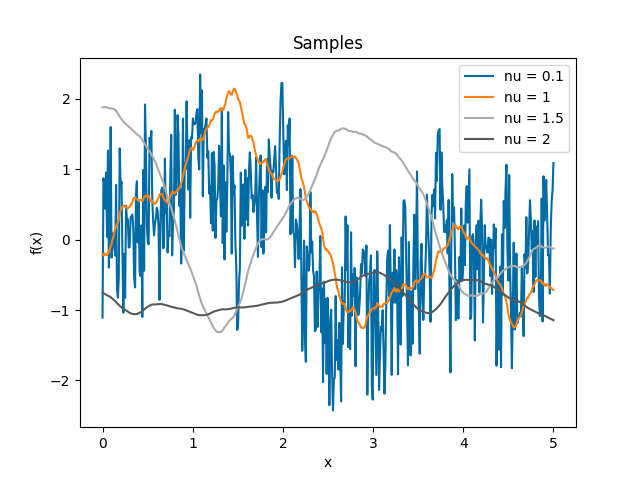 Samples
nu = 0.1
nu = 1
nu = 1.5
nu = 2
f(x)
2
1
0
−1
−2
0
1
2
3
4
5
x